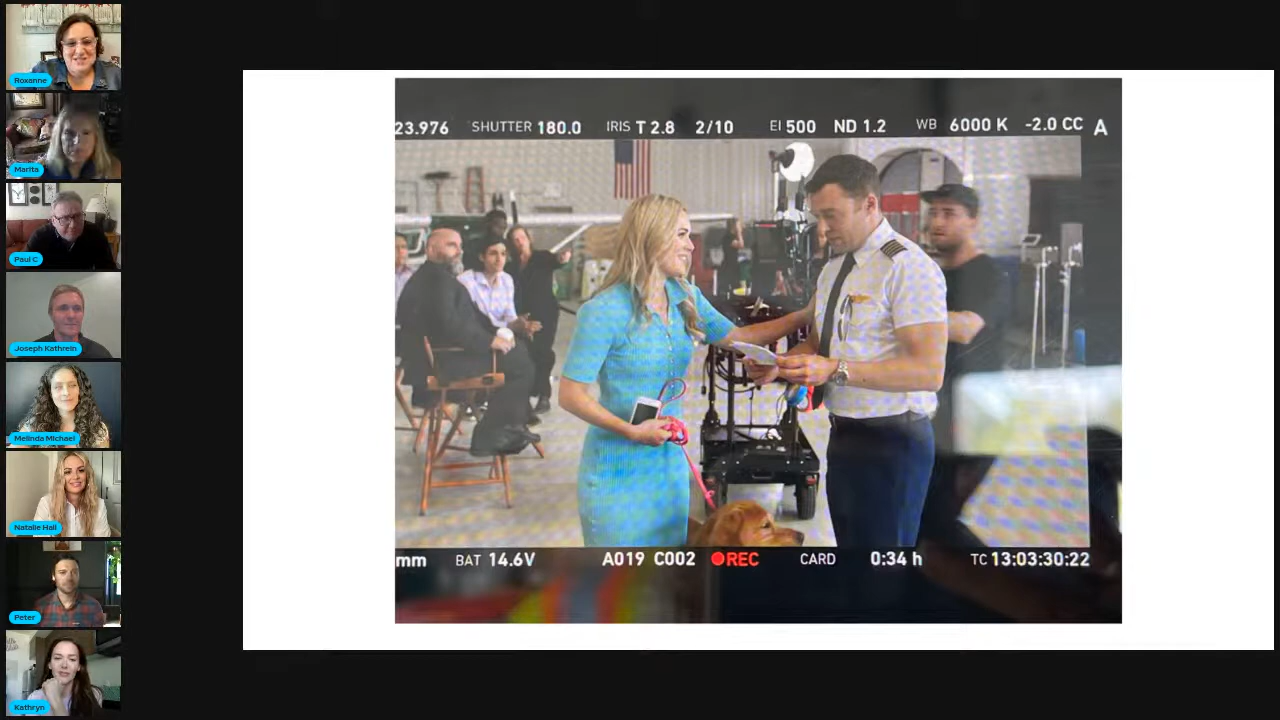 Roxanne
Marita
Paul C
Joseph Kathrein
Melinda Michael
Natalie Hall
Peter
Kathryn
23.976 SHUTTER 180.0 IRIS T 2.8 2/10 EI 500 ND 1.2 WB 6000 K -2.0 CC A
mm BAT 14.6V A019 C002 REC CARD 0:34 h TC 13:03:30:22